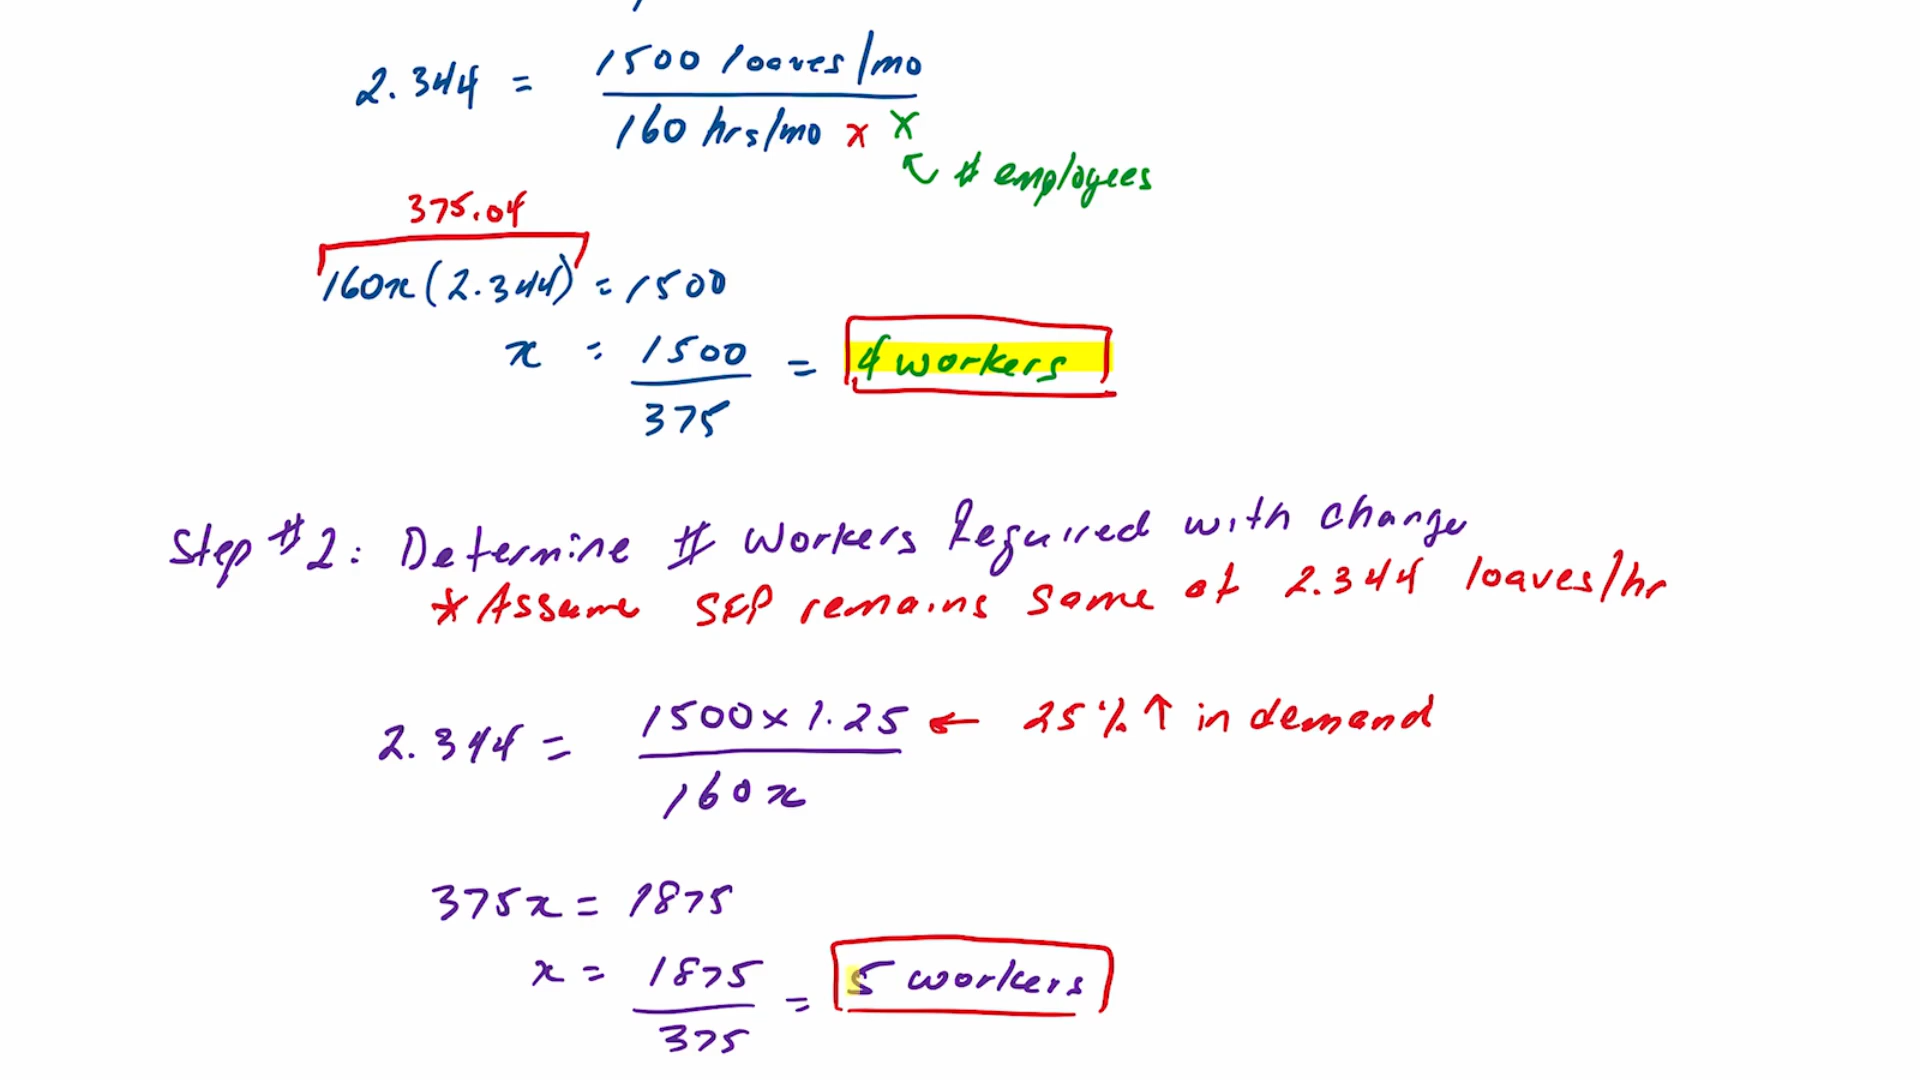 2.344 = 1500 loaves/mo
160 hrs/mo x x
# employees
375.04
160x(2.344) = 1500
x = 1500 = 4 workers
375
Step #2: Determine # Workers Required with change
*Assume SFP remains same at 2.344 loaves/hr
2.344 = 1500 x 1.25 ← 25% ↑ in demand
160x
375x = 1875
x = 1875 = 5 workers
375